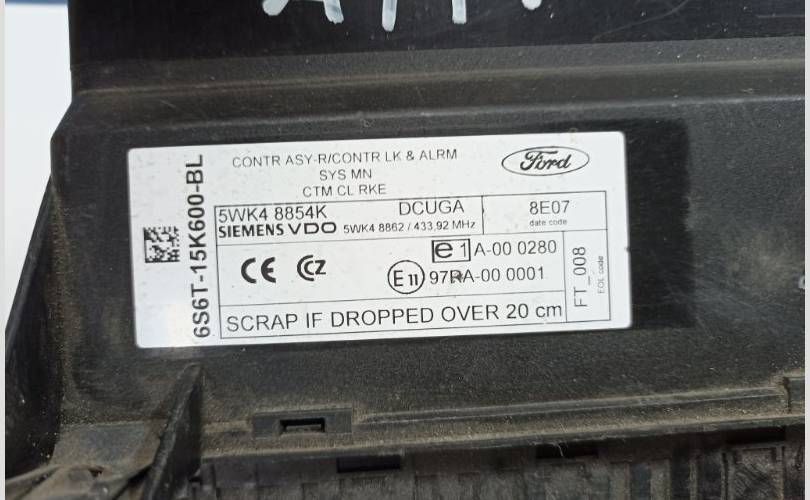 6S6T-15K600-BL
CONTR ASY-R/CONTR LK & ALRM
SYS MN
CTM CL RKE
Ford
5WK4 8854K DCUGA
8E07
date code
SIEMENS VDO 5WK4 8862 / 433,92 MHz
e1 A-00 0280
CE CZ
E11 97RA-00 0001
FT_008
EOL code
SCRAP IF DROPPED OVER 20 cm